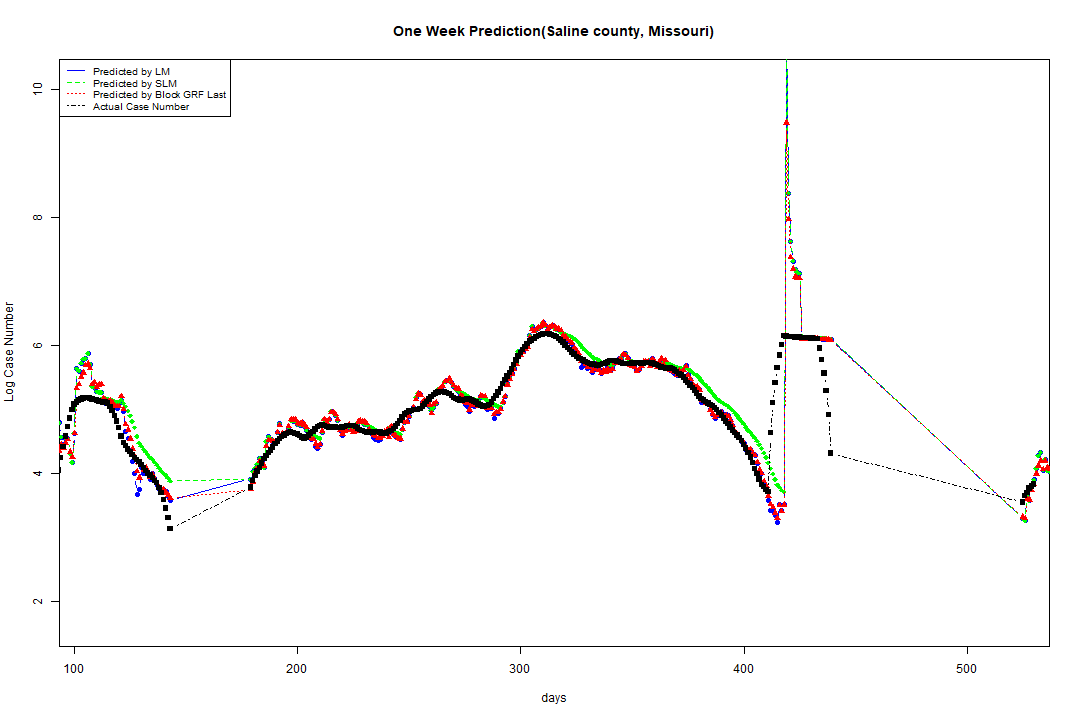 One Week Prediction(Saline county, Missouri)
Predicted by LM
Predicted by SLM
Predicted by Block GRF Last
Actual Case Number
10
8
6
4
2
Log Case Number
100 200 300 400 500
days